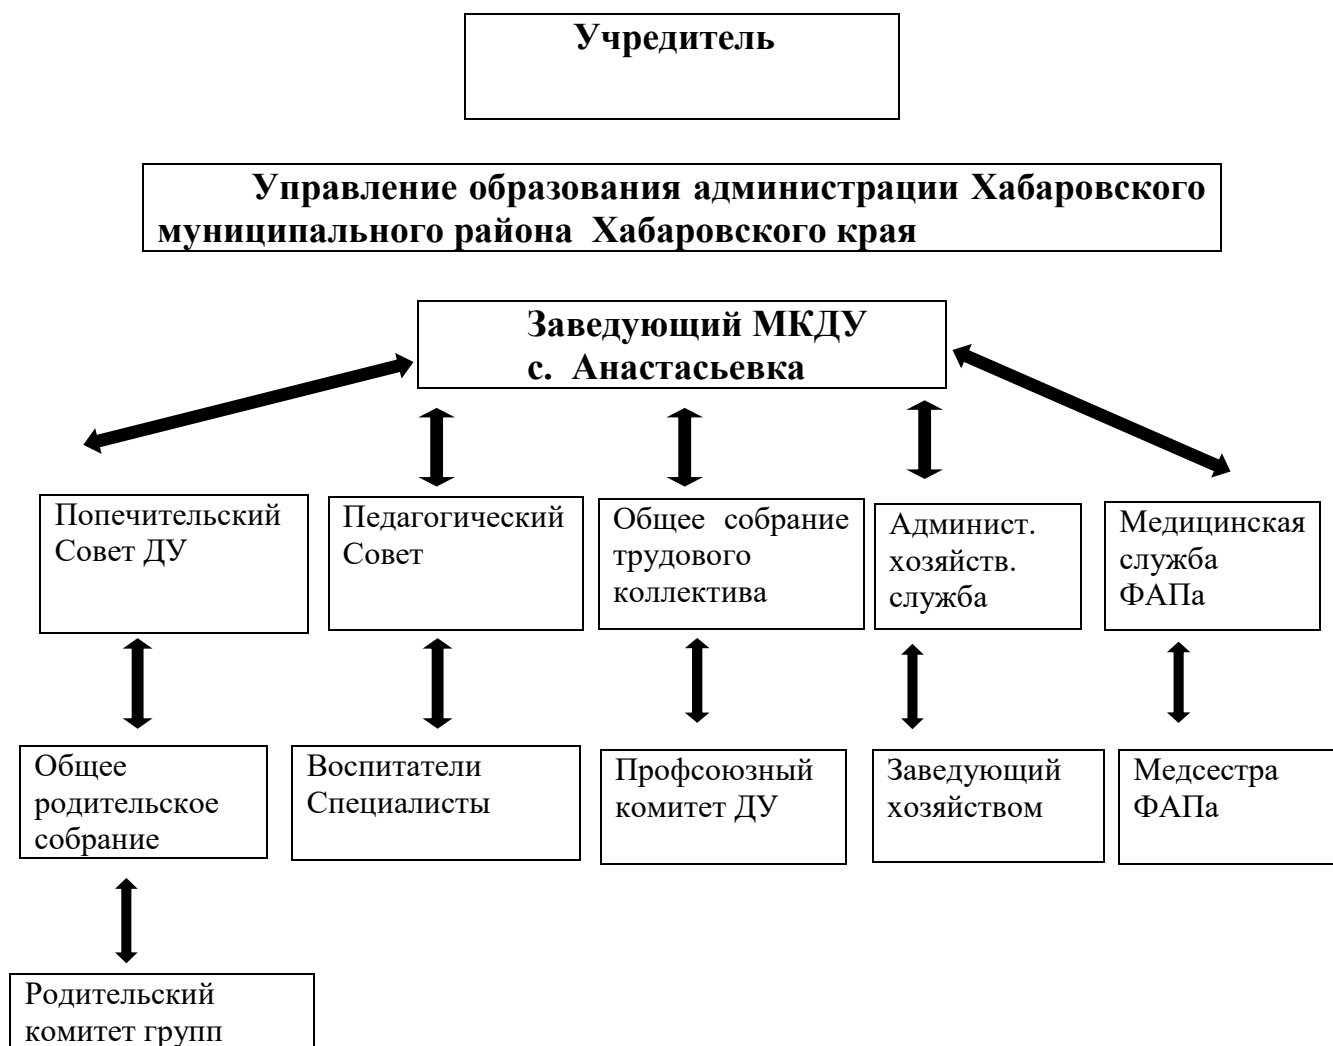 Учредитель
Управление образования администрации Хабаровского
муниципального района Хабаровского края
Заведующий МКДУ
с. Анастасьевка
Попечительский
Совет ДУ
Педагогический
Совет
Общее собрание
трудового
коллектива
Админист.
хозяйств.
служба
Медицинская
служба
ФАПа
Общее
родительское
собрание
Воспитатели
Специалисты
Профсоюзный
комитет ДУ
Заведующий
хозяйством
Медсестра
ФАПа
Родительский
комитет групп